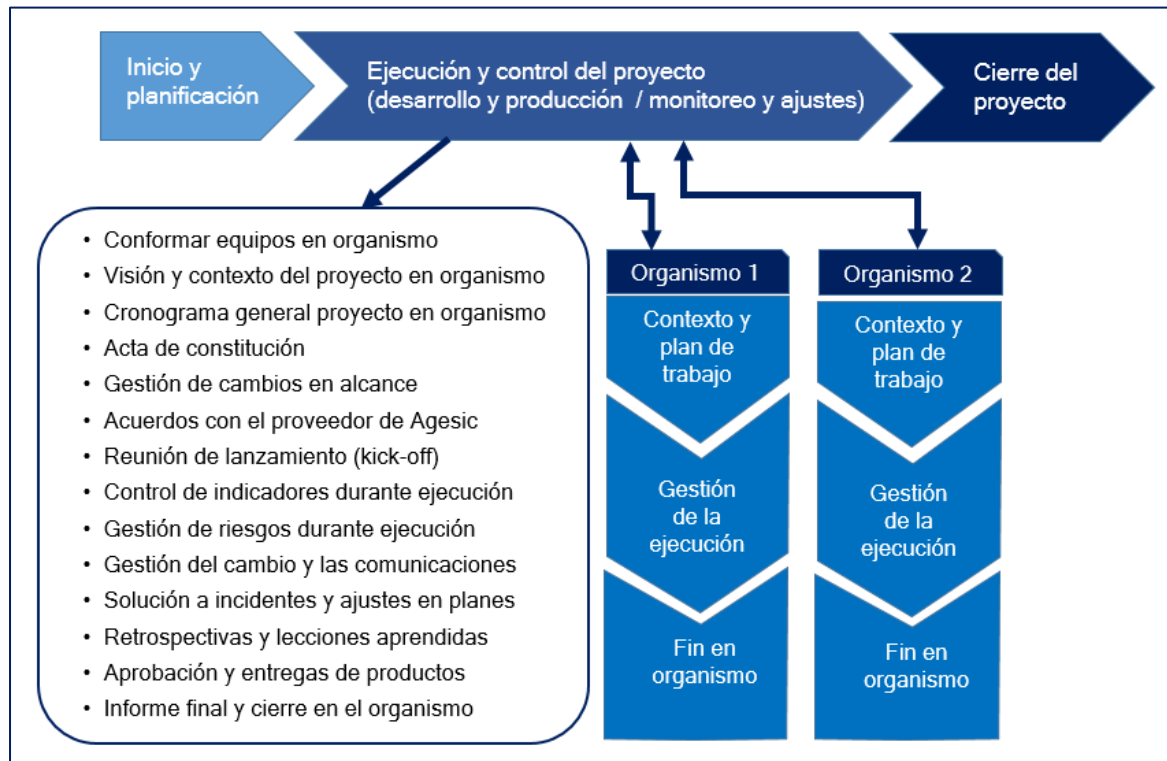 Inicio y
planificación
Ejecución y control del proyecto
(desarrollo y producción / monitoreo y ajustes)
Cierre del
proyecto
• Conformar equipos en organismo
• Visión y contexto del proyecto en organismo
• Cronograma general proyecto en organismo
• Acta de constitución
• Gestión de cambios en alcance
• Acuerdos con el proveedor de Agesic
• Reunión de lanzamiento (kick-off)
• Control de indicadores durante ejecución
• Gestión de riesgos durante ejecución
• Gestión del cambio y las comunicaciones
• Solución a incidentes y ajustes en planes
• Retrospectivas y lecciones aprendidas
• Aprobación y entregas de productos
• Informe final y cierre en el organismo
Organismo 1
Contexto y
plan de
trabajo
Gestión
de la
ejecución
Fin en
organismo
Organismo 2
Contexto y
plan de
trabajo
Gestión
de la
ejecución
Fin en
organismo